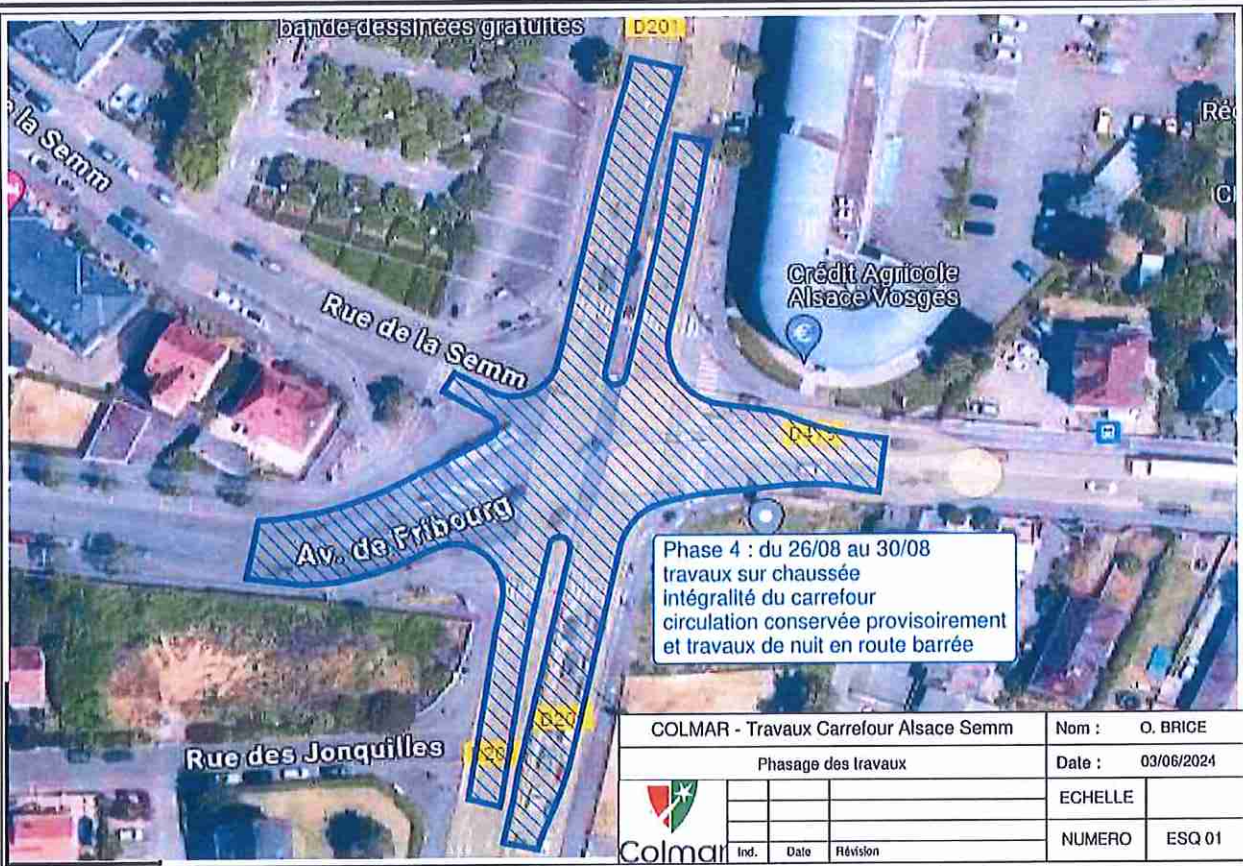 bande-dessinées gratuites
D201
la Semm
Ré
Cl
Crédit Agricole
Alsace Vosges
€
Rue de la Semm
Av. de Fribourg
Phase 4 : du 26/08 au 30/08
travaux sur chaussée
intégralité du carrefour
circulation conservée provisoirement
et travaux de nuit en route barrée
Rue des Jonquilles
COLMAR - Travaux Carrefour Alsace Semm
Nom : O. BRICE
Phasage des travaux
Date : 03/06/2024
ECHELLE
Colmar
Ind. Date Révision
NUMERO ESQ 01